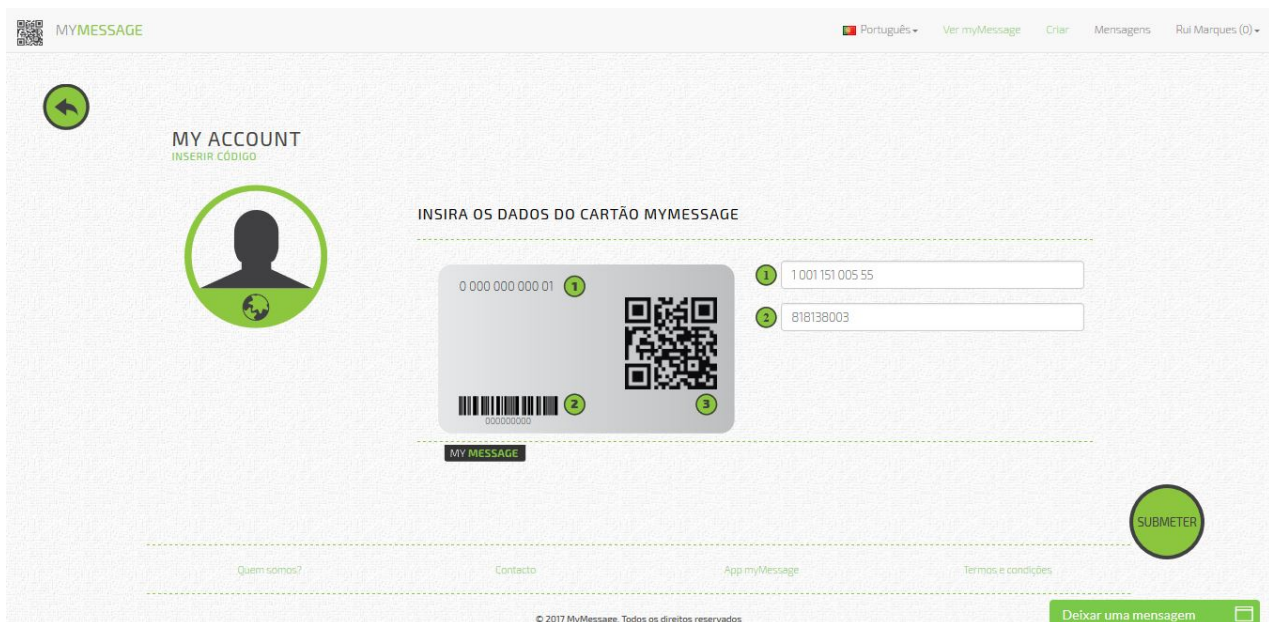 MYMESSAGE
Português
Ver myMessage
Criar
Mensagens
Rui Marques (0)
MY ACCOUNT
INSERIR CÓDIGO
INSIRA OS DADOS DO CARTÃO MYMESSAGE
0 000 000 000 01
1
2
000000000
3
MY MESSAGE
1
1 001 151 005 55
2
818138003
SUBMETER
Quem somos?
Contacto
App myMessage
Termos e condições
© 2017 MyMessage. Todos os direitos reservados
Deixar uma mensagem